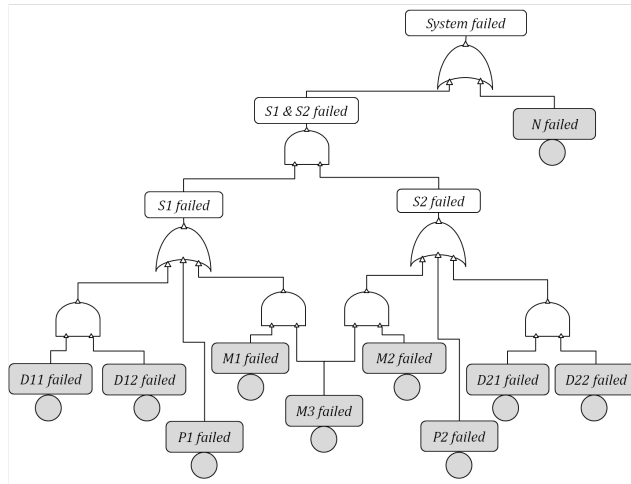 System failed
S1 & S2 failed
N failed
S1 failed
S2 failed
M1 failed
M2 failed
D11 failed
D12 failed
D21 failed
D22 failed
M3 failed
P1 failed
P2 failed